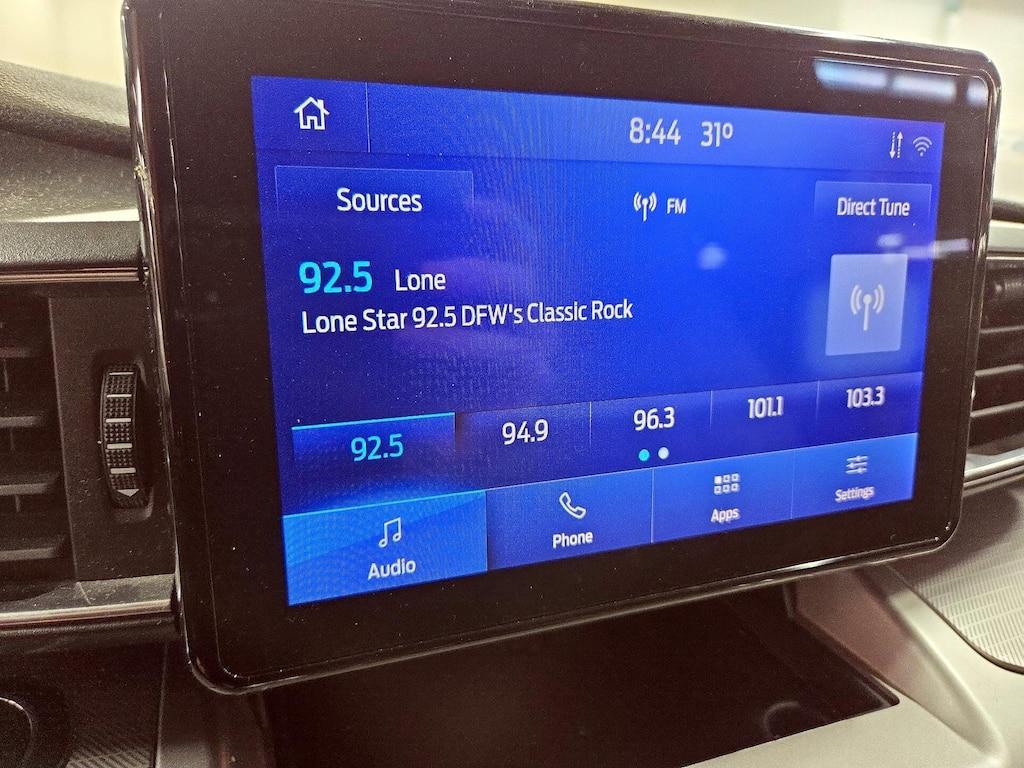 8:44 31°
Sources
FM
Direct Tune
92.5 Lone
Lone Star 92.5 DFW's Classic Rock
92.5 94.9 96.3 101.1 103.3
Audio Phone Apps Settings